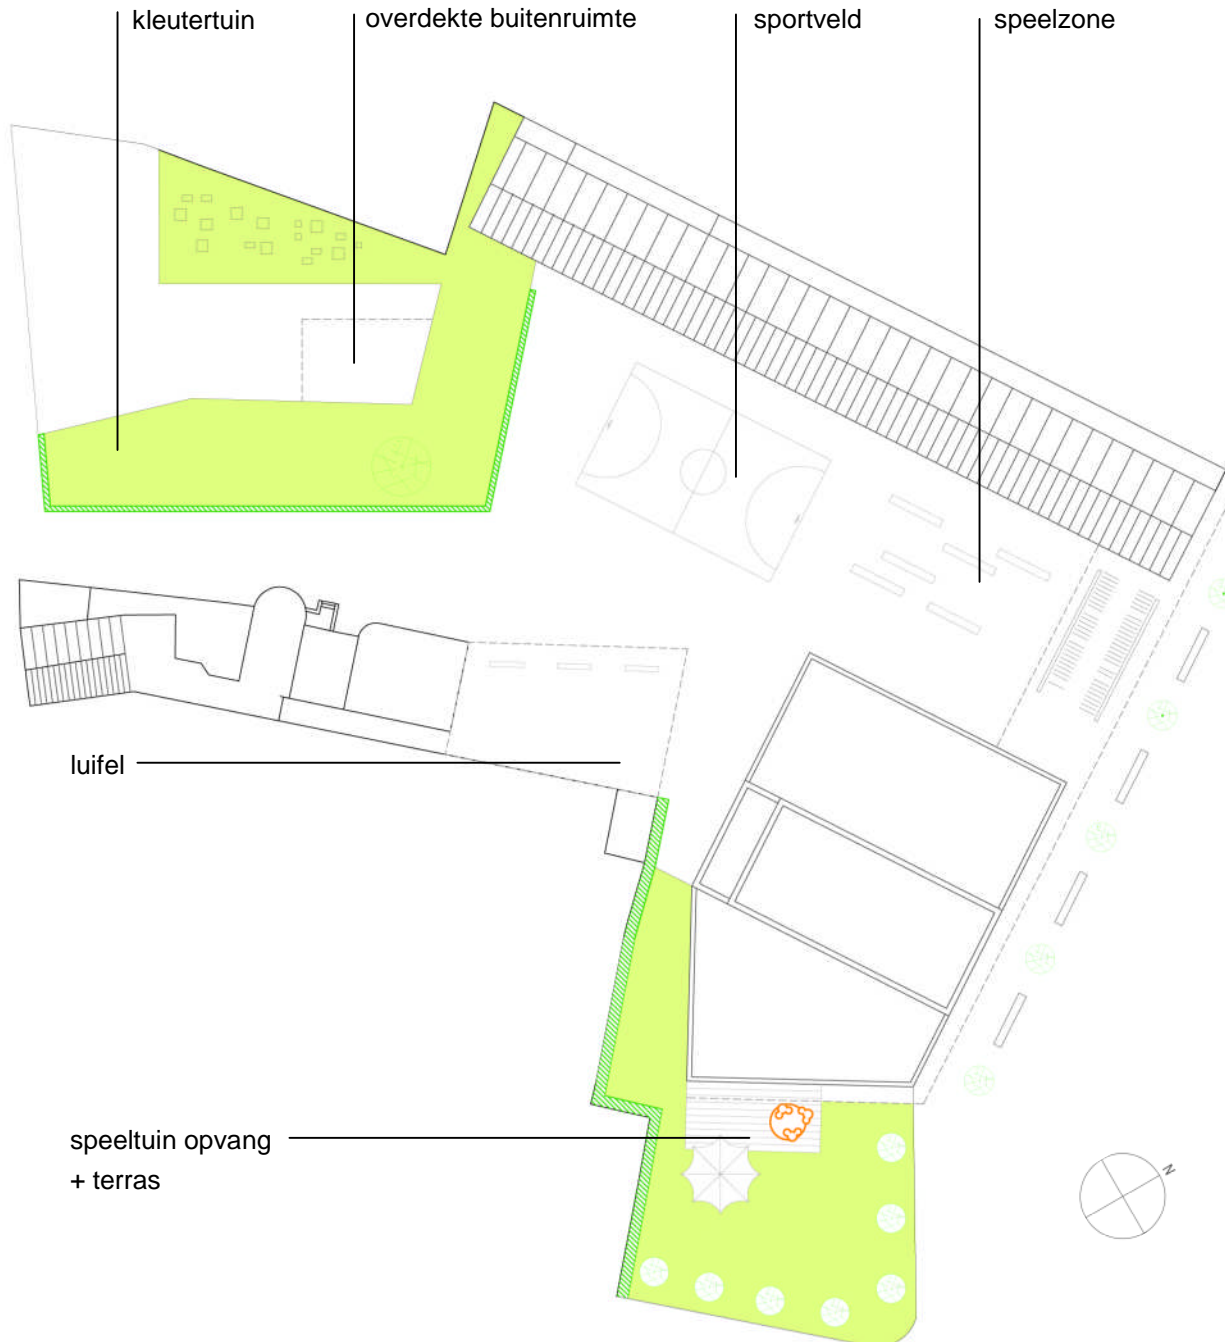 kleutertuin
overdekte buitenruimte
sportveld
speelzone
luifel
speeltuin opvang
+ terras
N